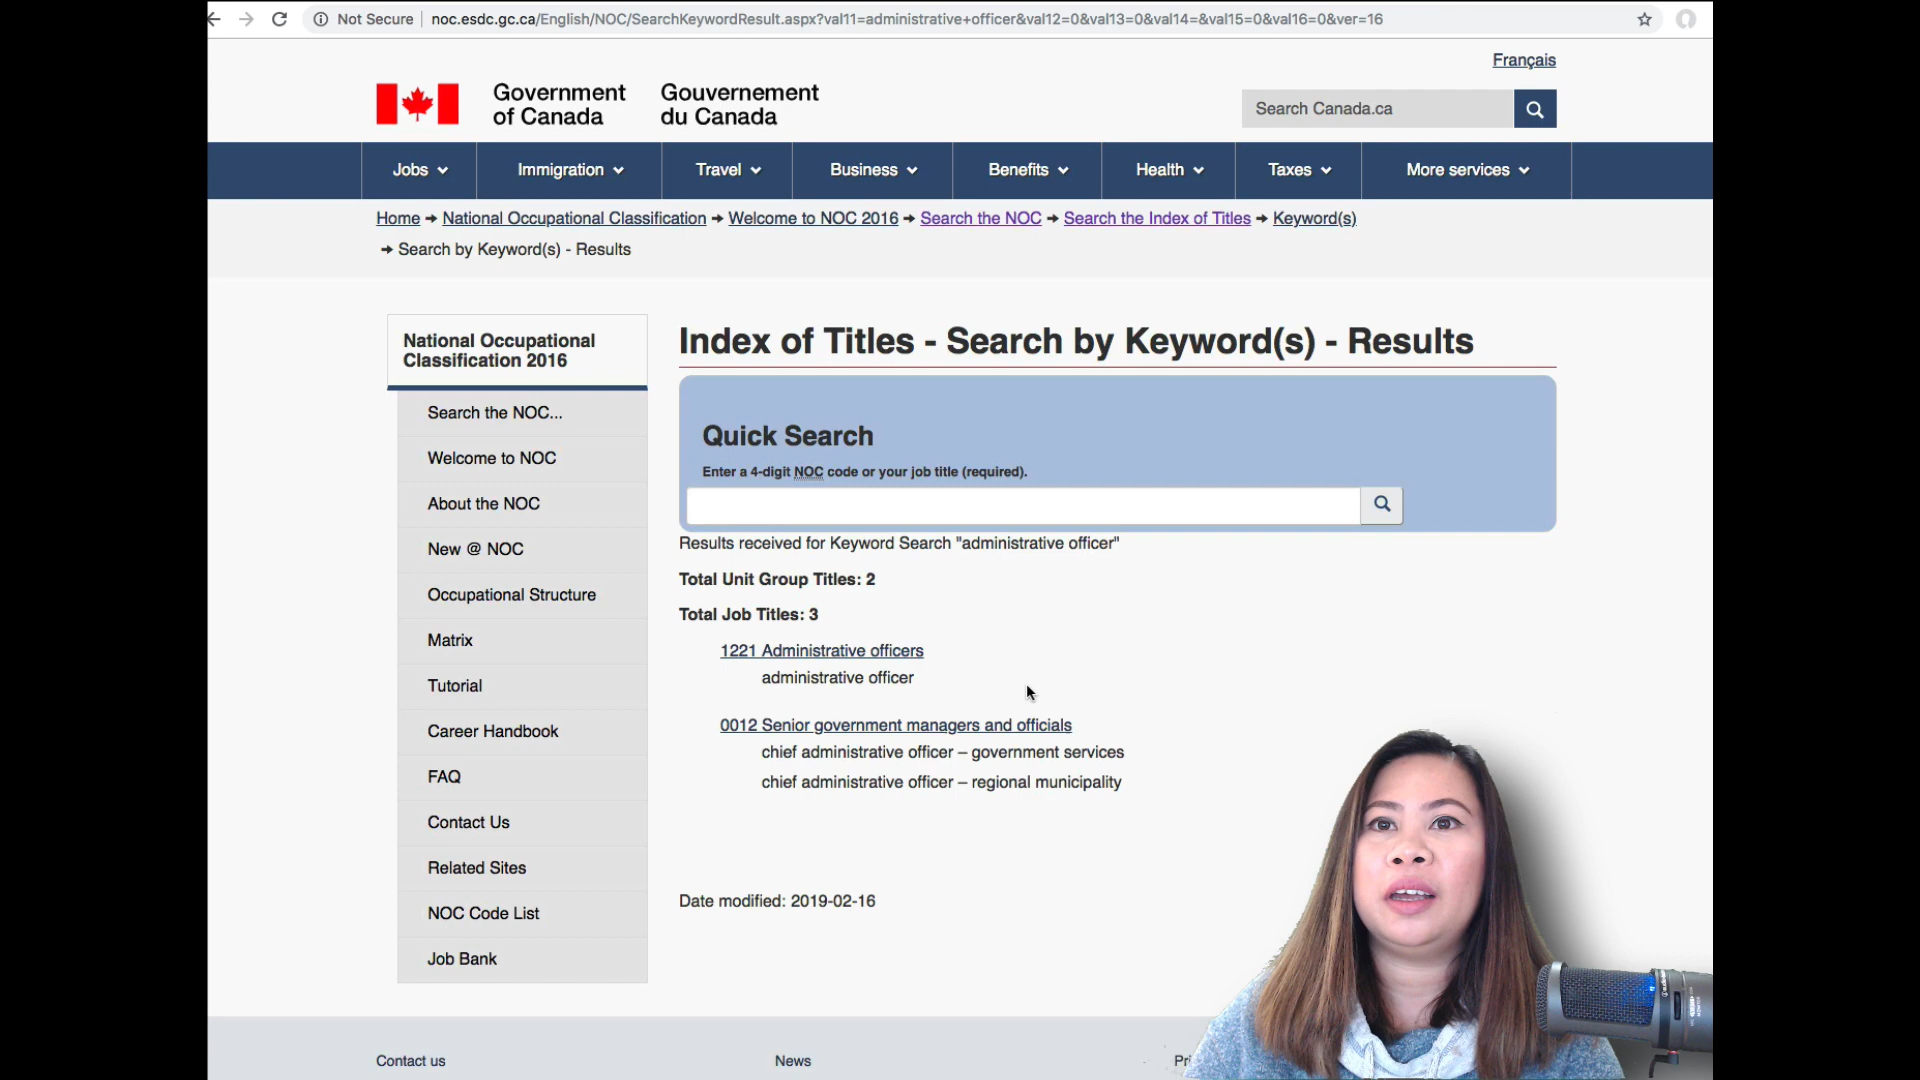 Not Secure | noc.esdc.gc.ca/English/NOC/SearchKeywordResult.aspx?val11=administrative+officer&val12=0&val13=0&val14=&val15=0&val16=0&ver=16
Français
Government of Canada
Gouvernement du Canada
Search Canada.ca
Jobs Immigration Travel Business Benefits Health Taxes More services
Home → National Occupational Classification → Welcome to NOC 2016 → Search the NOC → Search the Index of Titles → Keyword(s)
→ Search by Keyword(s) - Results
National Occupational
Classification 2016
Search the NOC...
Welcome to NOC
About the NOC
New @ NOC
Occupational Structure
Matrix
Tutorial
Career Handbook
FAQ
Contact Us
Related Sites
NOC Code List
Job Bank
Index of Titles - Search by Keyword(s) - Results
Quick Search
Enter a 4-digit NOC code or your job title (required).
Results received for Keyword Search "administrative officer"
Total Unit Group Titles: 2
Total Job Titles: 3
1221 Administrative officers
administrative officer
0012 Senior government managers and officials
chief administrative officer – government services
chief administrative officer – regional municipality
Date modified: 2019-02-16
Contact us
News